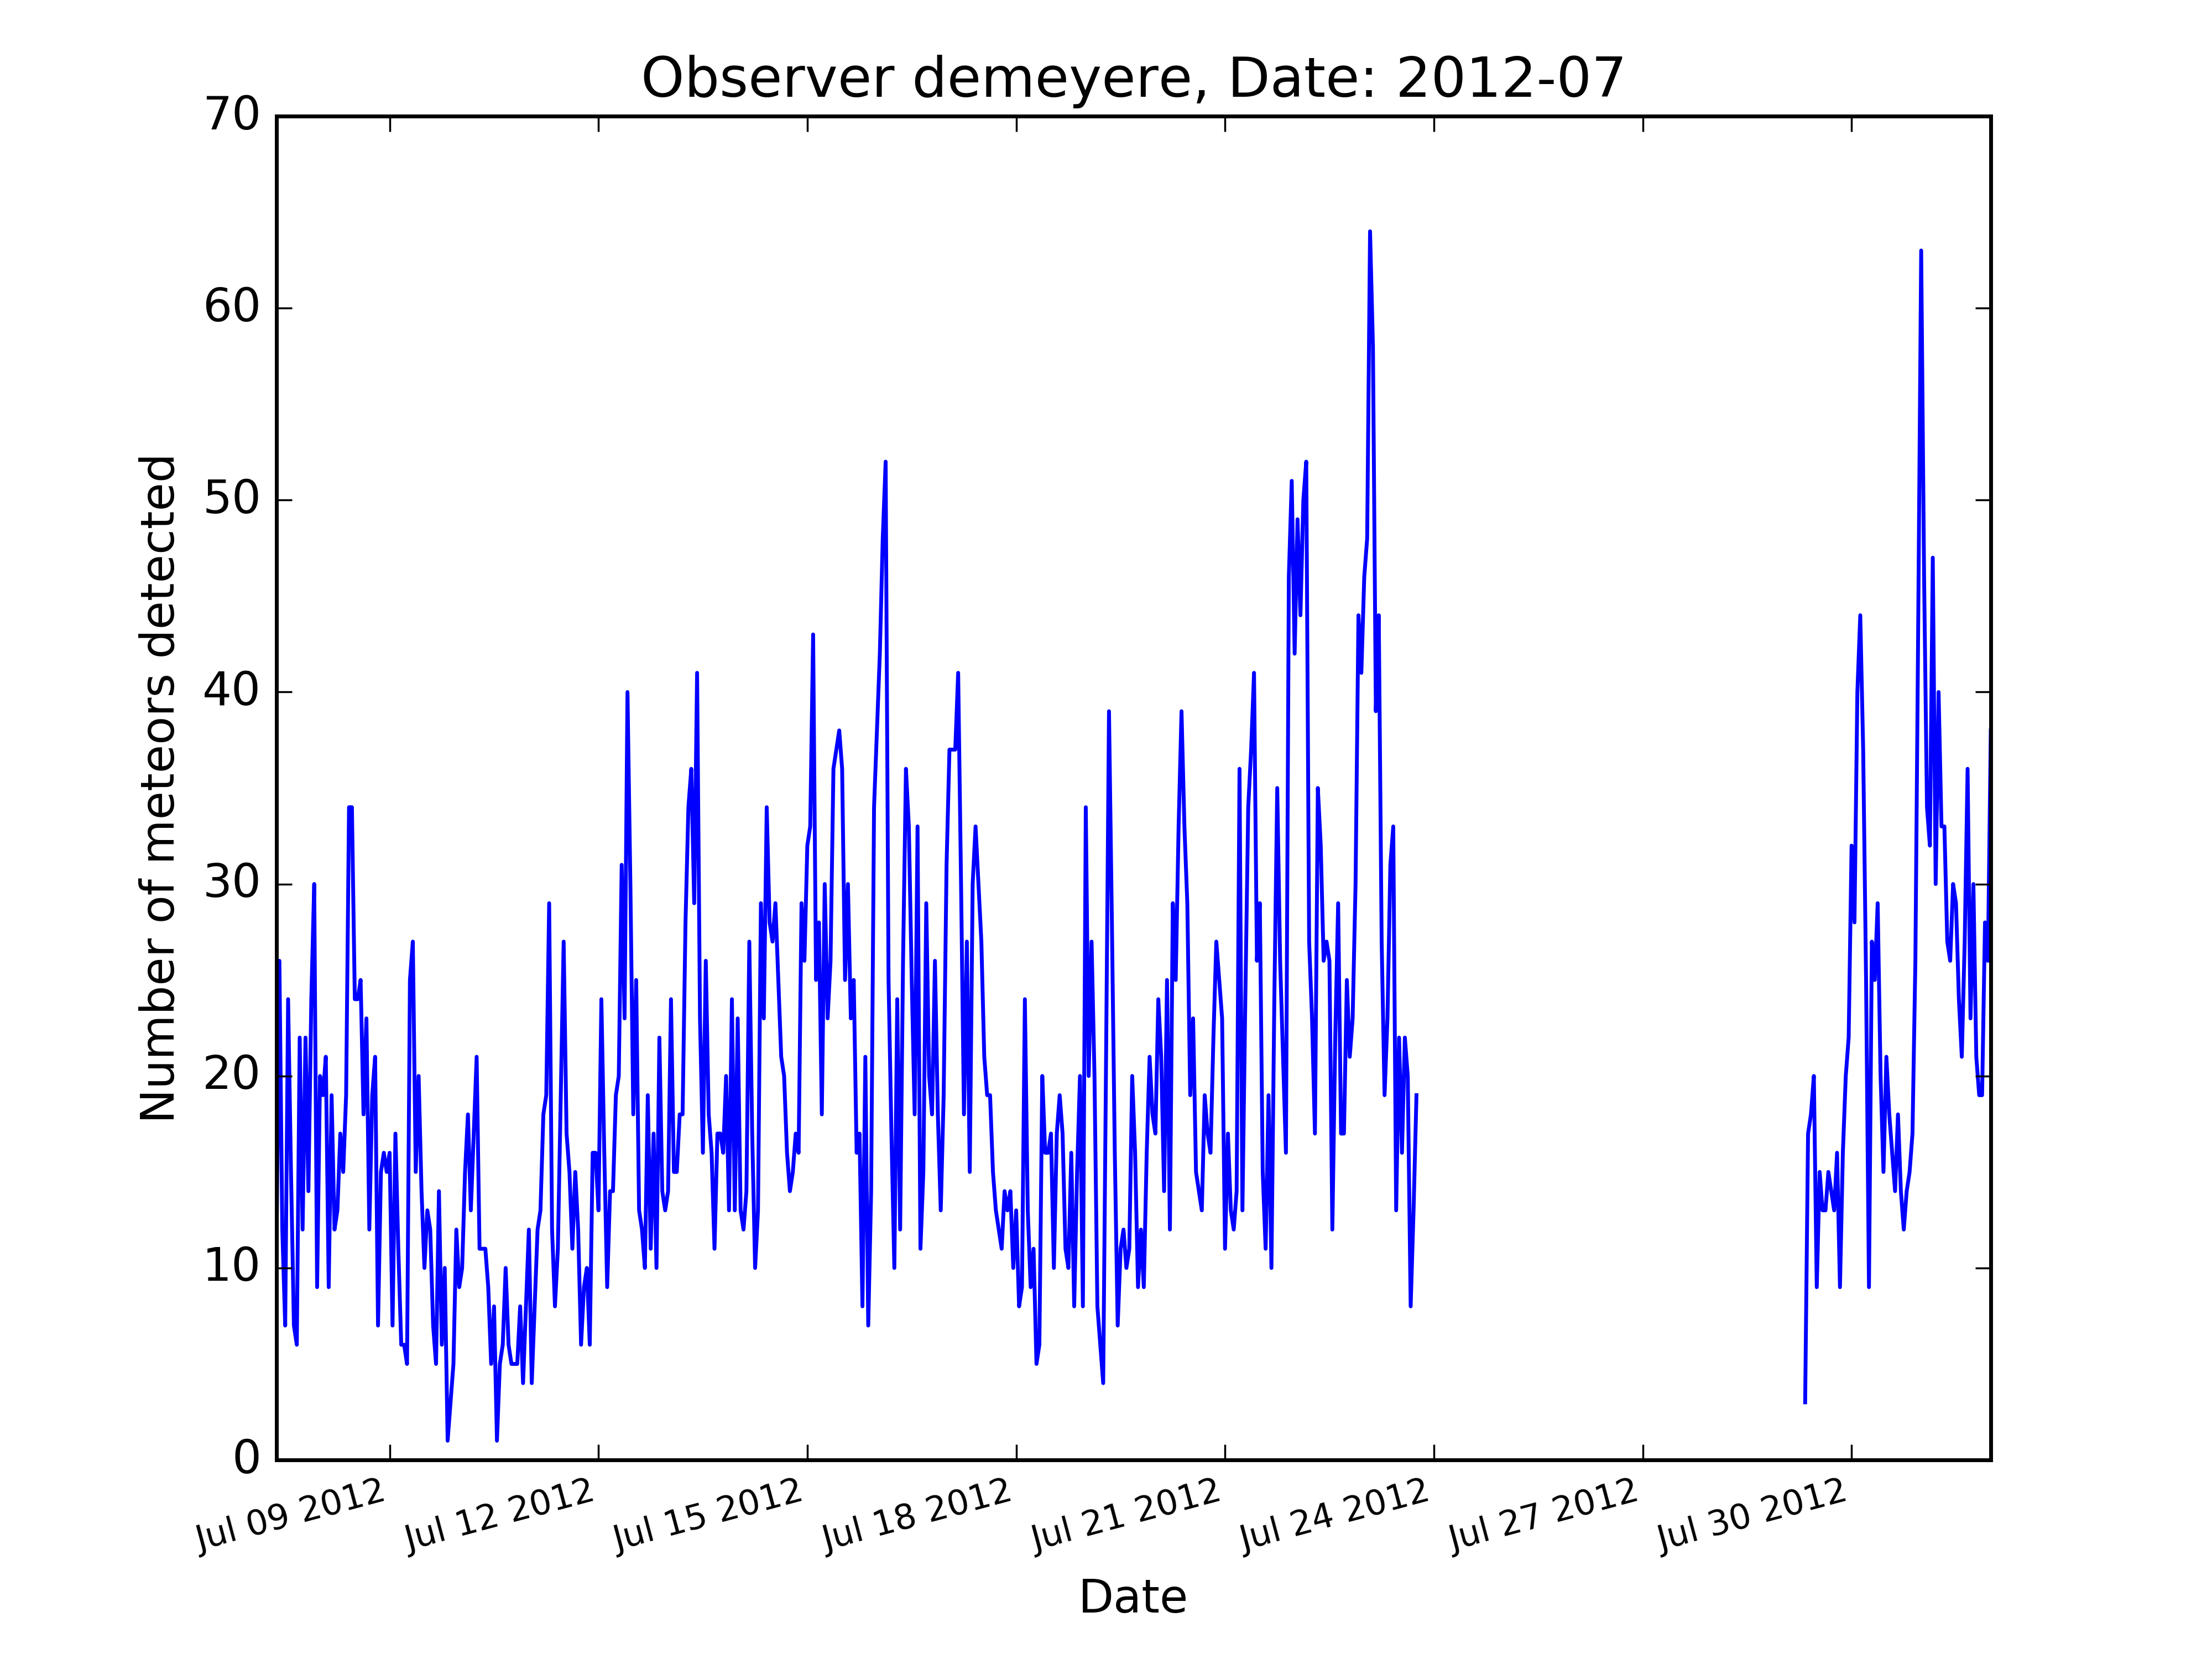 Observer demeyere, Date: 2012-07
Number of meteors detected
70
60
50
40
30
20
10
0
Jul 09 2012
Jul 12 2012
Jul 15 2012
Jul 18 2012
Jul 21 2012
Jul 24 2012
Jul 27 2012
Jul 30 2012
Date